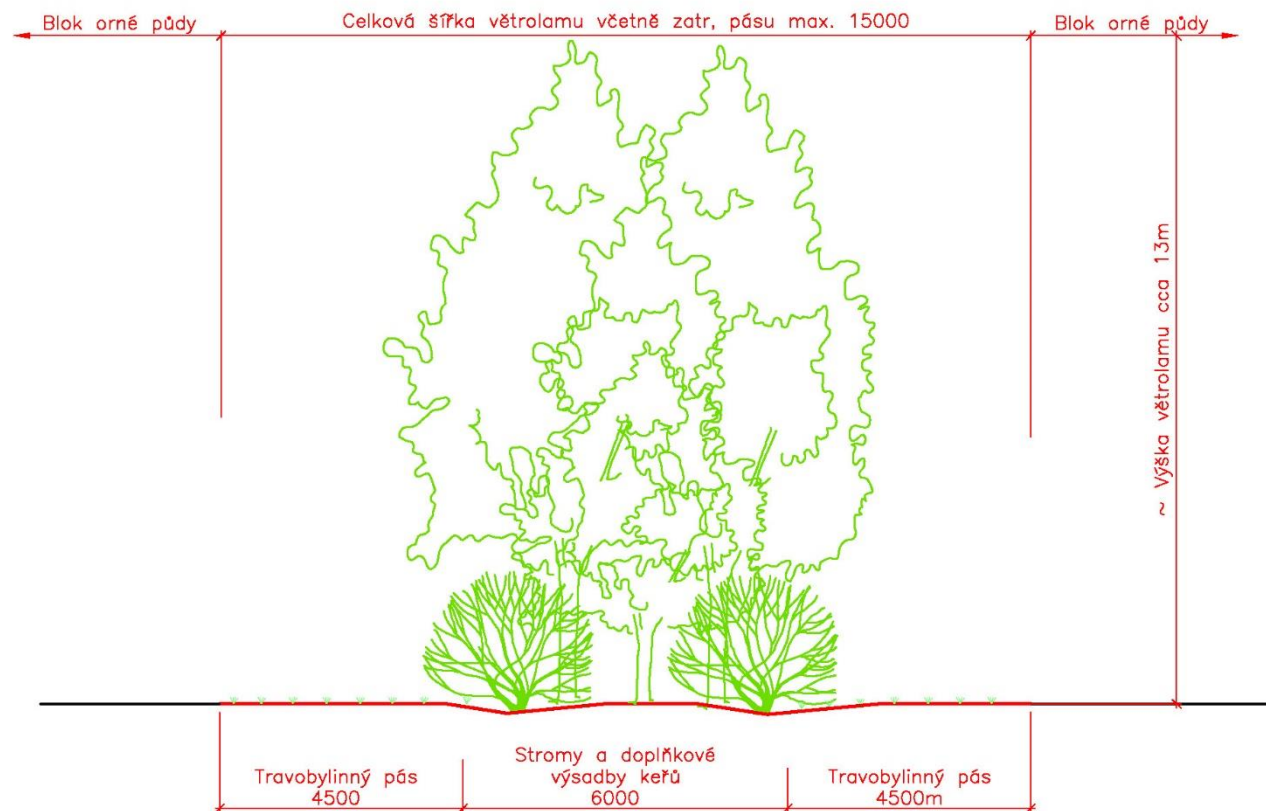 Blok orné půdy
Celková šířka větrolamu včetně zatr, pásu max. 15000
Blok orné půdy
~ Výška větrolamu cca 13m
Stromy a doplňkové
výsadby keřů
6000
Travobylinný pás
4500
Travobylinný pás
4500m